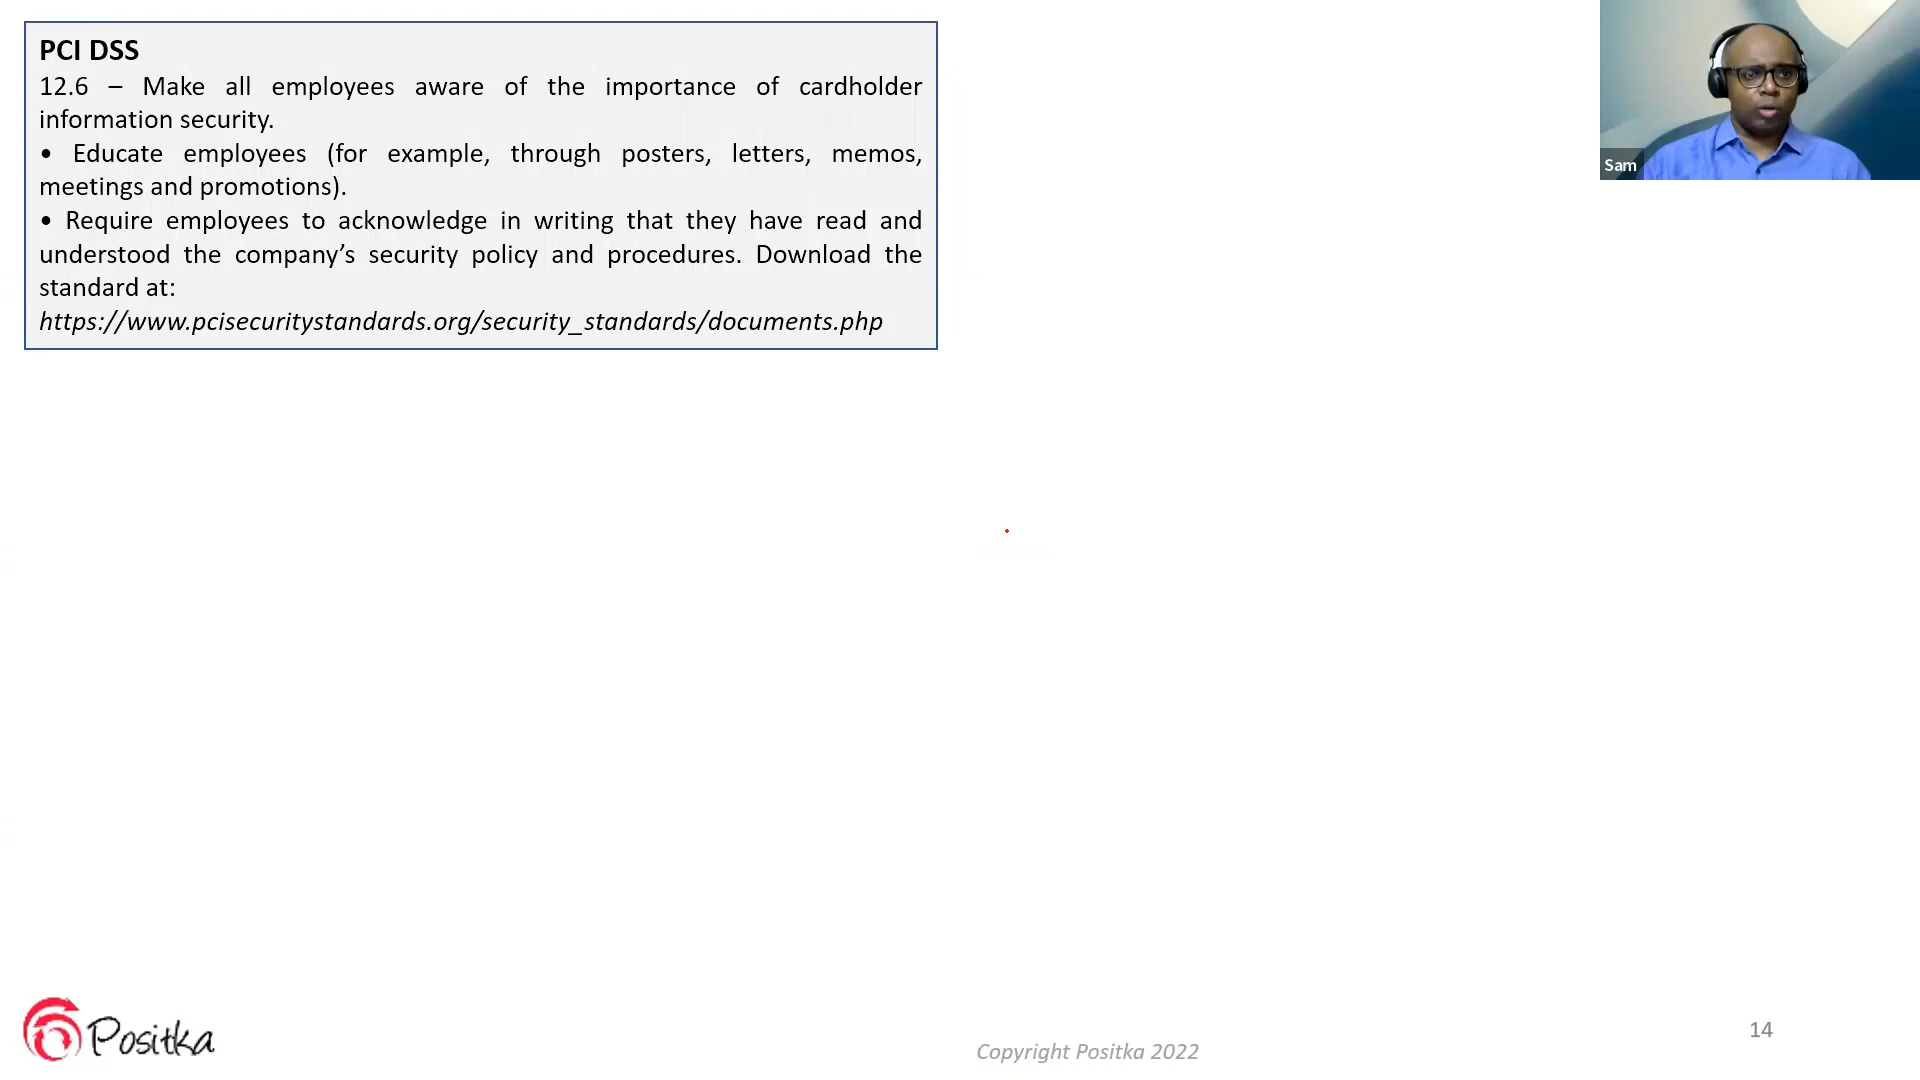 PCI DSS
12.6 – Make all employees aware of the importance of cardholder
information security.
• Educate employees (for example, through posters, letters, memos,
meetings and promotions).
• Require employees to acknowledge in writing that they have read and
understood the company’s security policy and procedures. Download the
standard at:
https://www.pcisecuritystandards.org/security_standards/documents.php
Sam
Positka
Copyright Positka 2022
14